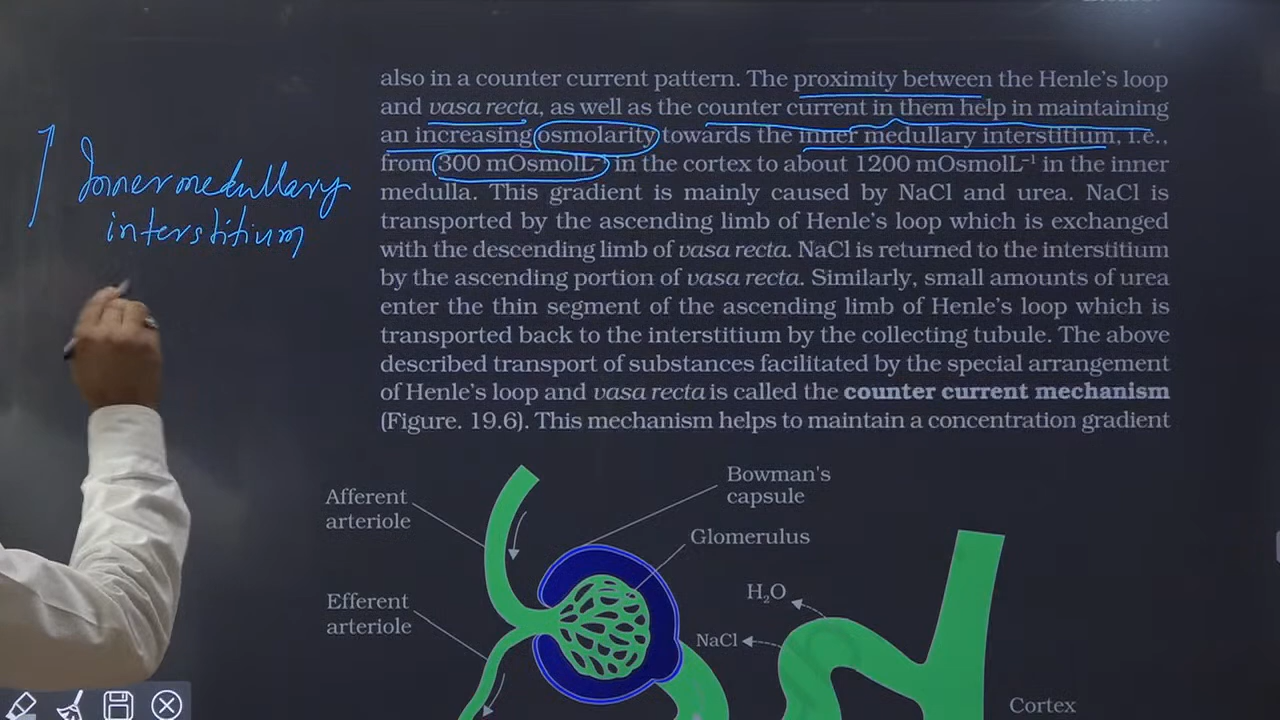 also in a counter current pattern. The proximity between the Henle's loop
and vasa recta, as well as the counter current in them help in maintaining
an increasing osmolarity towards the inner medullary interstitium, i.e.,
from 300 mOsmolL⁻¹ in the cortex to about 1200 mOsmolL⁻¹ in the inner
medulla. This gradient is mainly caused by NaCl and urea. NaCl is
transported by the ascending limb of Henle's loop which is exchanged
with the descending limb of vasa recta. NaCl is returned to the interstitium
by the ascending portion of vasa recta. Similarly, small amounts of urea
enter the thin segment of the ascending limb of Henle's loop which is
transported back to the interstitium by the collecting tubule. The above
described transport of substances facilitated by the special arrangement
of Henle's loop and vasa recta is called the counter current mechanism
(Figure. 19.6). This mechanism helps to maintain a concentration gradient
Inner medullary
interstitium
Afferent
arteriole
Bowman's
capsule
Glomerulus
Efferent
arteriole
H₂O
NaCl
Cortex